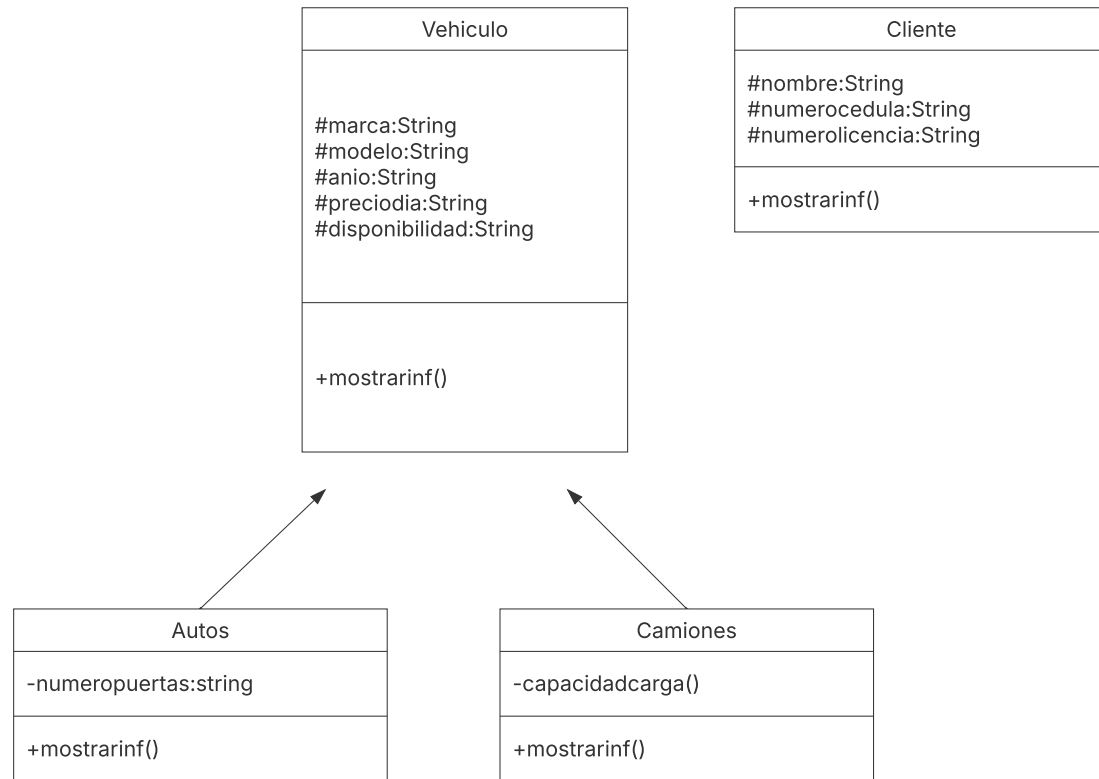 Vehiculo
#marca:String
#modelo:String
#anio:String
#preciodia:String
#disponibilidad:String
+mostrarinf()
Cliente
#nombre:String
#numerocedula:String
#numerolicencia:String
+mostrarinf()
Autos
-numeropuertas:string
+mostrarinf()
Camiones
-capacidadcarga()
+mostrarinf()